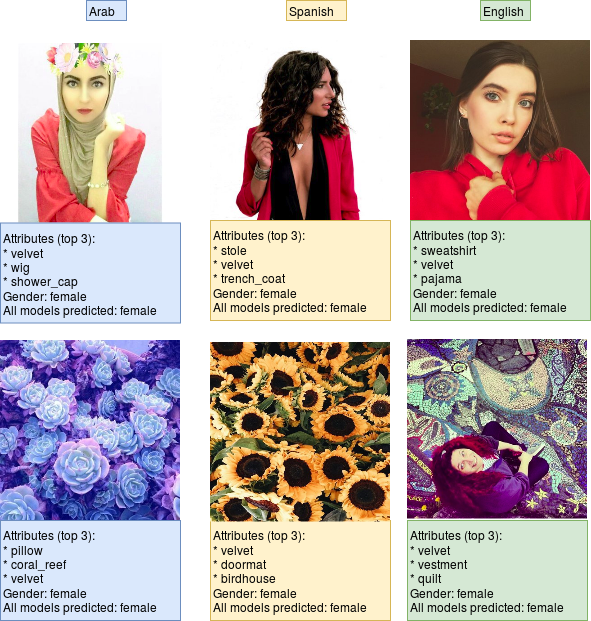 Arab
Spanish
English
Attributes (top 3):
* velvet
* wig
* shower_cap
Gender: female
All models predicted: female
Attributes (top 3):
* stole
* velvet
* trench_coat
Gender: female
All models predicted: female
Attributes (top 3):
* sweatshirt
* velvet
* pajama
Gender: female
All models predicted: female
Attributes (top 3):
* pillow
* coral_reef
* velvet
Gender: female
All models predicted: female
Attributes (top 3):
* velvet
* doormat
* birdhouse
Gender: female
All models predicted: female
Attributes (top 3):
* velvet
* vestment
* quilt
Gender: female
All models predicted: female